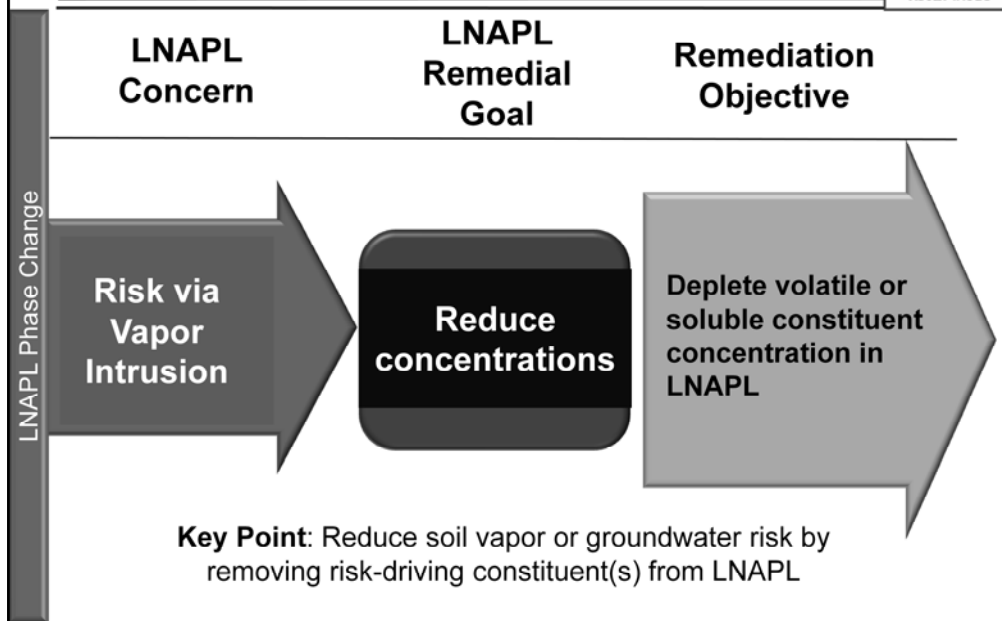 LNAPL
Concern
LNAPL
Remedial
Goal
Remediation
Objective
LNAPL Phase Change
Risk via
Vapor
Intrusion
Reduce
concentrations
Deplete volatile or
soluble constituent
concentration in
LNAPL
Key Point: Reduce soil vapor or groundwater risk by
removing risk-driving constituent(s) from LNAPL